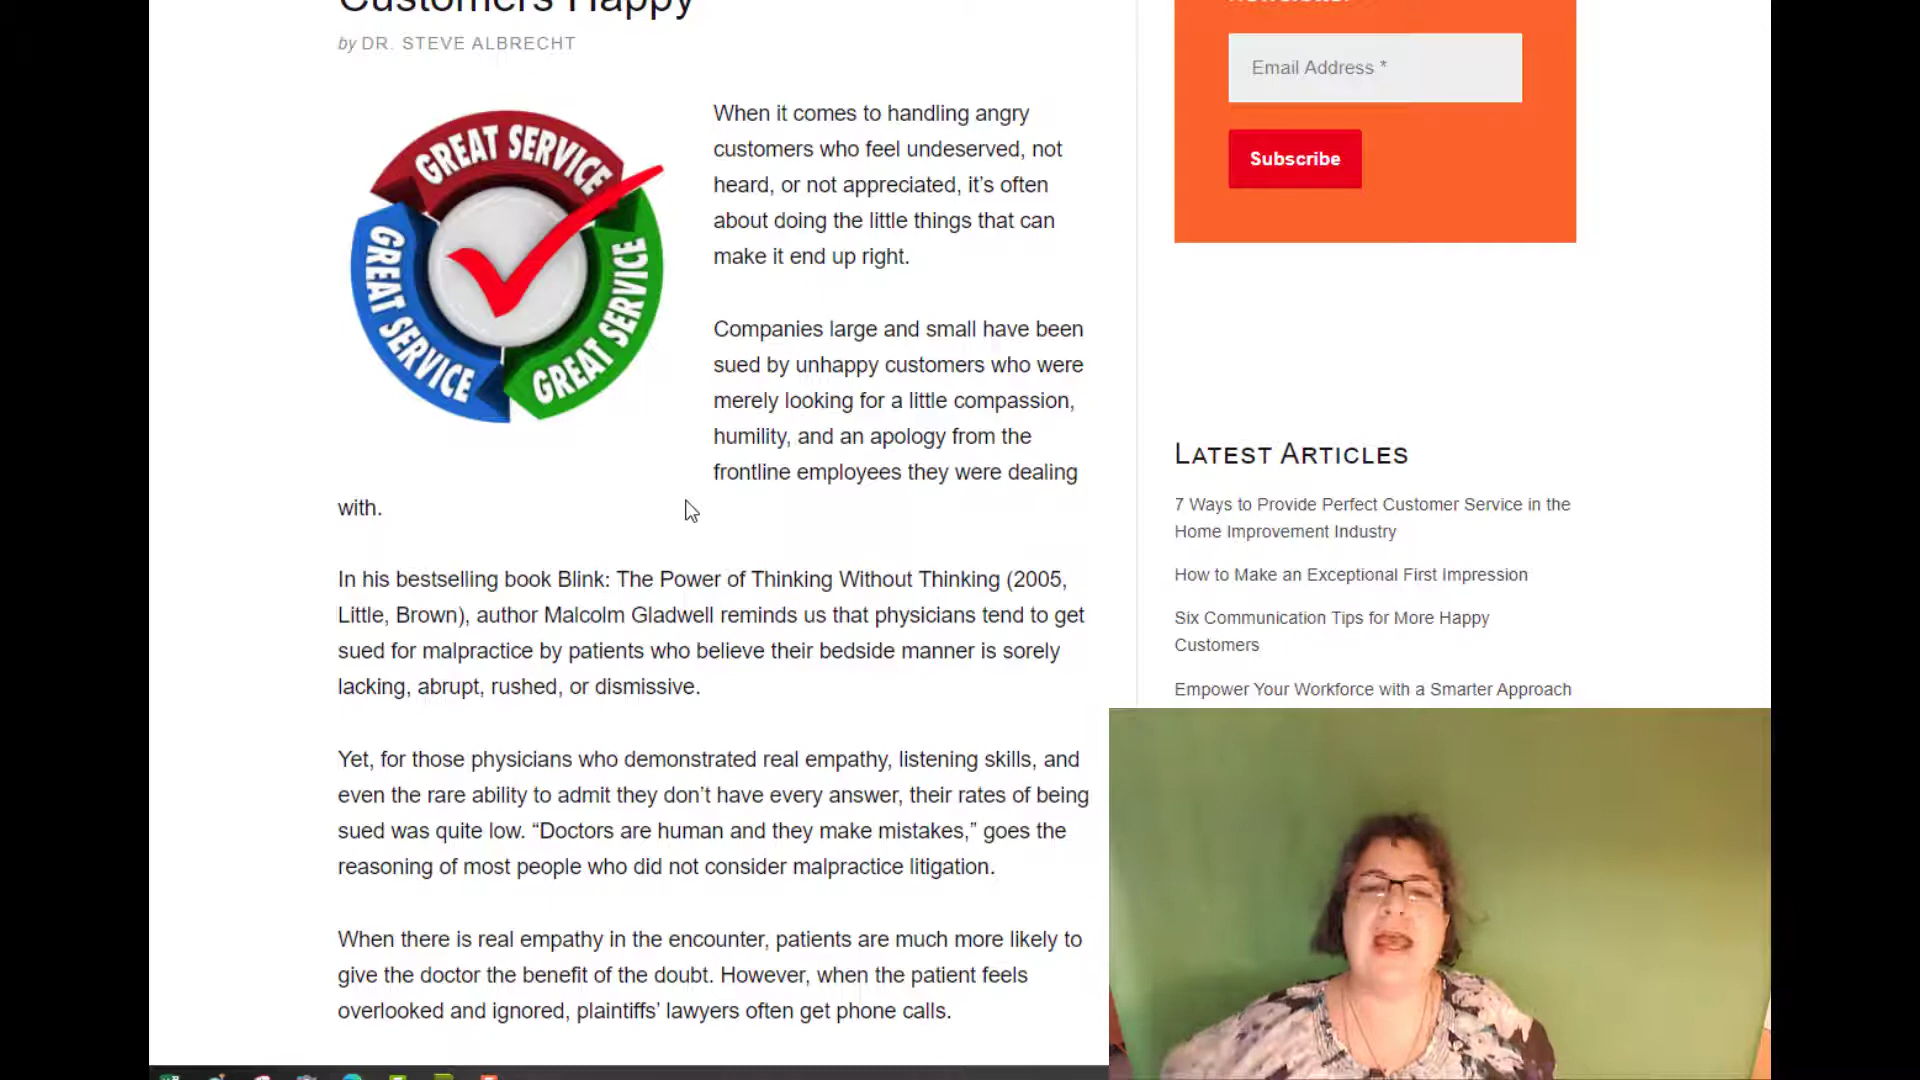 Customers Happy
by DR. STEVE ALBRECHT
GREAT SERVICE
GREAT SERVICE
GREAT SERVICE
When it comes to handling angry
customers who feel undeserved, not
heard, or not appreciated, it’s often
about doing the little things that can
make it end up right.
Companies large and small have been
sued by unhappy customers who were
merely looking for a little compassion,
humility, and an apology from the
frontline employees they were dealing
with.
In his bestselling book Blink: The Power of Thinking Without Thinking (2005,
Little, Brown), author Malcolm Gladwell reminds us that physicians tend to get
sued for malpractice by patients who believe their bedside manner is sorely
lacking, abrupt, rushed, or dismissive.
Yet, for those physicians who demonstrated real empathy, listening skills, and
even the rare ability to admit they don’t have every answer, their rates of being
sued was quite low. “Doctors are human and they make mistakes,” goes the
reasoning of most people who did not consider malpractice litigation.
When there is real empathy in the encounter, patients are much more likely to
give the doctor the benefit of the doubt. However, when the patient feels
overlooked and ignored, plaintiffs’ lawyers often get phone calls.
Newsletter
Email Address *
Subscribe
LATEST ARTICLES
7 Ways to Provide Perfect Customer Service in the
Home Improvement Industry
How to Make an Exceptional First Impression
Six Communication Tips for More Happy
Customers
Empower Your Workforce with a Smarter Approach